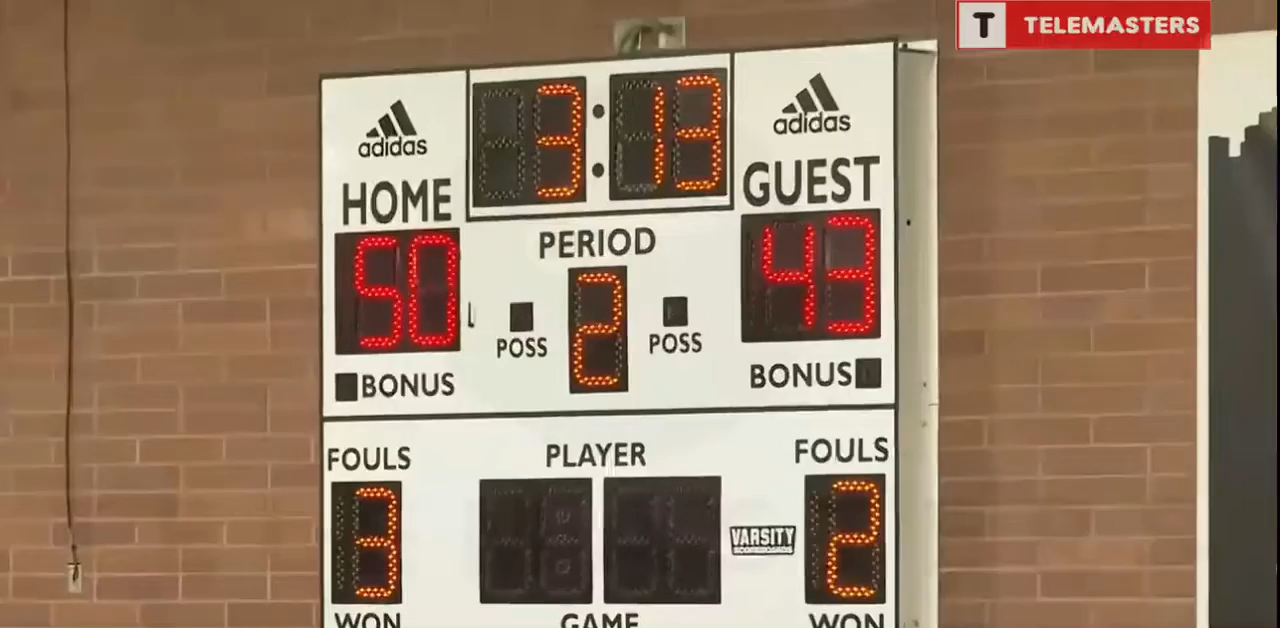 T TELEMASTERS
adidas
3:13
adidas
HOME
GUEST
50
PERIOD
43
2
POSS
POSS
BONUS
BONUS
FOULS
PLAYER
FOULS
3
VARSITY
2
WON
GAME
WON